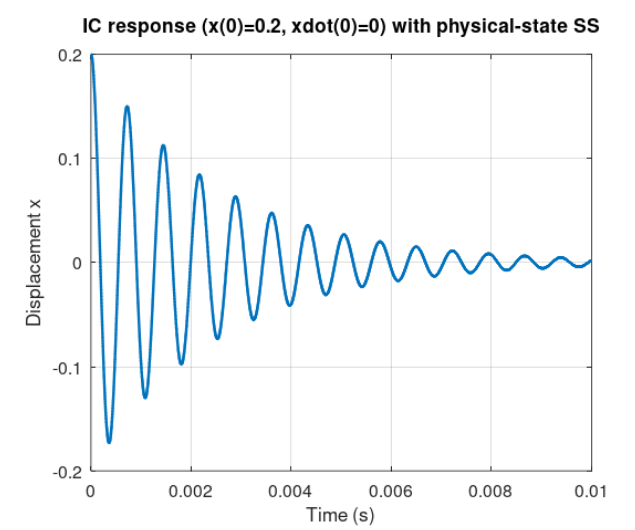 IC response (x(0)=0.2, xdot(0)=0) with physical-state SS
0.2
0.1
0
-0.1
-0.2
Displacement x
0 0.002 0.004 0.006 0.008 0.01
Time (s)